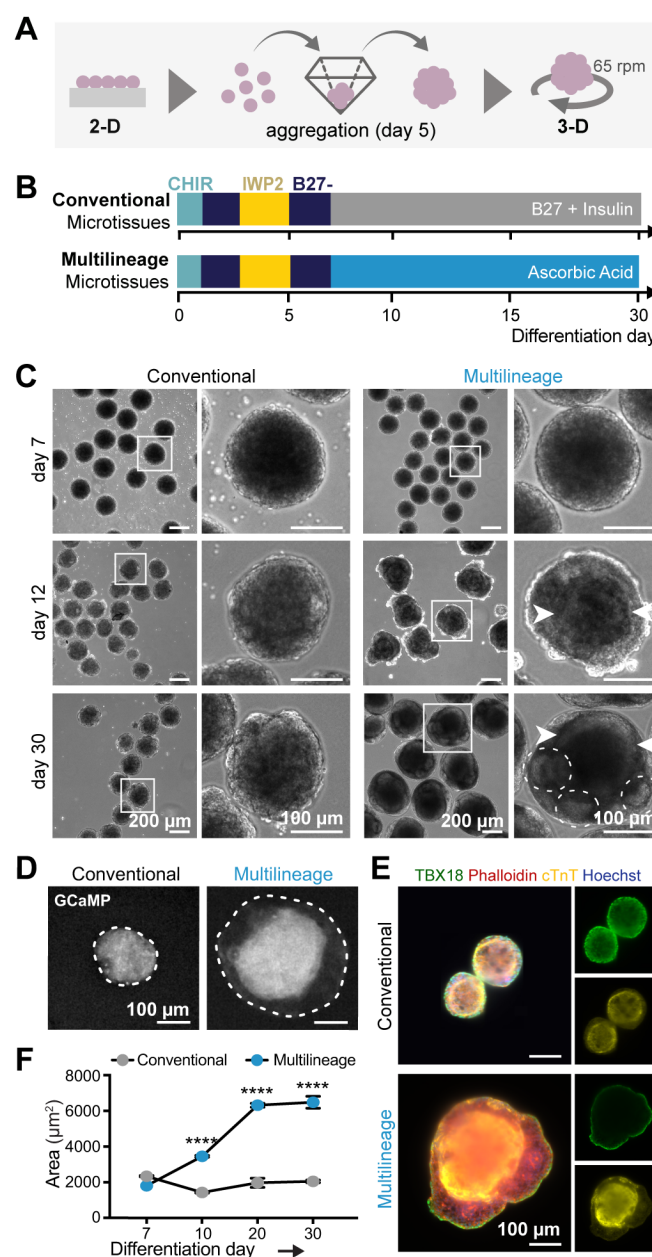 A
65 rpm
2-D
aggregation (day 5)
3-D
B
CHIR IWP2 B27-
Conventional
Microtissues
B27 + Insulin
Multilineage
Microtissues
Ascorbic Acid
0 5 10 15 30
Differentiation day
C
Conventional Multilineage
day 7
day 12
day 30
200 µm 100 µm 200 µm 100 µm
D
Conventional Multilineage
GCaMP
100 µm
E
TBX18 Phalloidin cTnT Hoechst
Conventional
Multilineage
100 µm
F
Conventional Multilineage
Area (µm²)
8000
6000
4000
2000
0
**** **** ****
7 10 20 30
Differentiation day